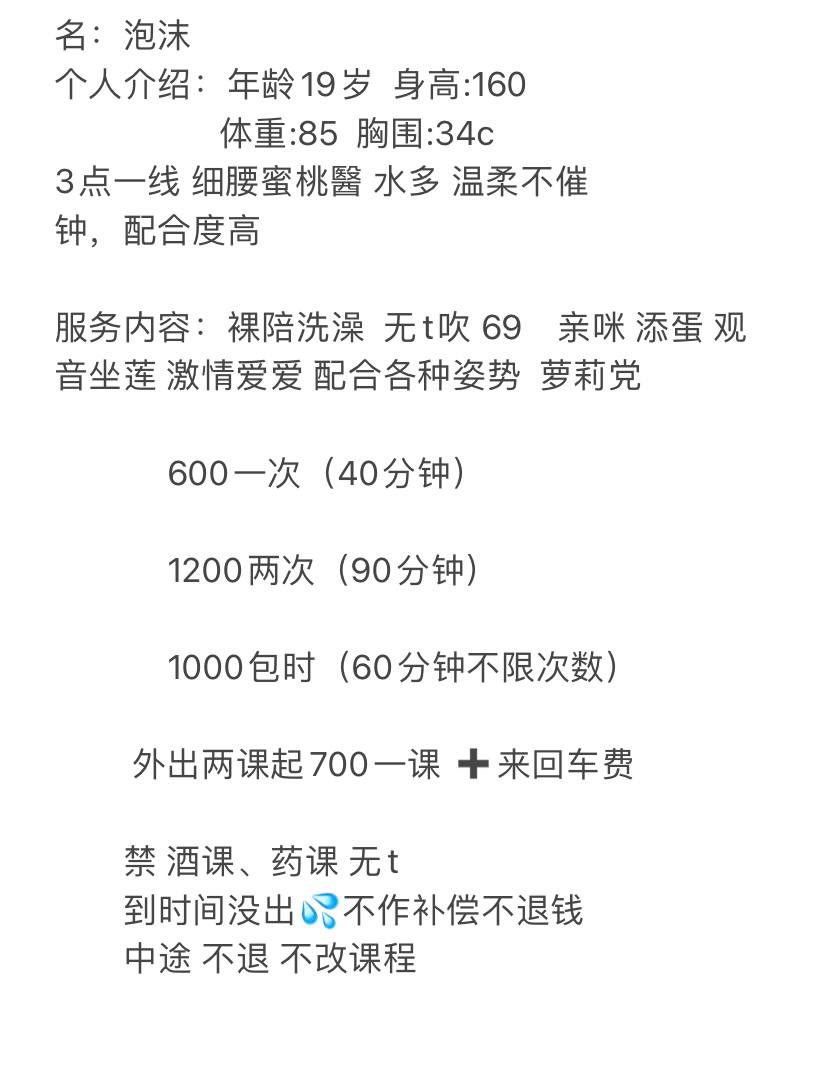 名：泡沫
个人介绍：年龄19岁 身高:160
体重:85 胸围:34c
3点一线 细腰蜜桃醫 水多 温柔不催
钟，配合度高
服务内容：裸陪洗澡 无t吹 69 亲咪 添蛋 观
音坐莲 激情爱爱 配合各种姿势 萝莉党
600一次（40分钟）
1200两次（90分钟）
1000包时（60分钟不限次数）
外出两课起700一课 ➕来回车费
禁 酒课、药课 无t
到时间没出💦不作补偿不退钱
中途 不退 不改课程